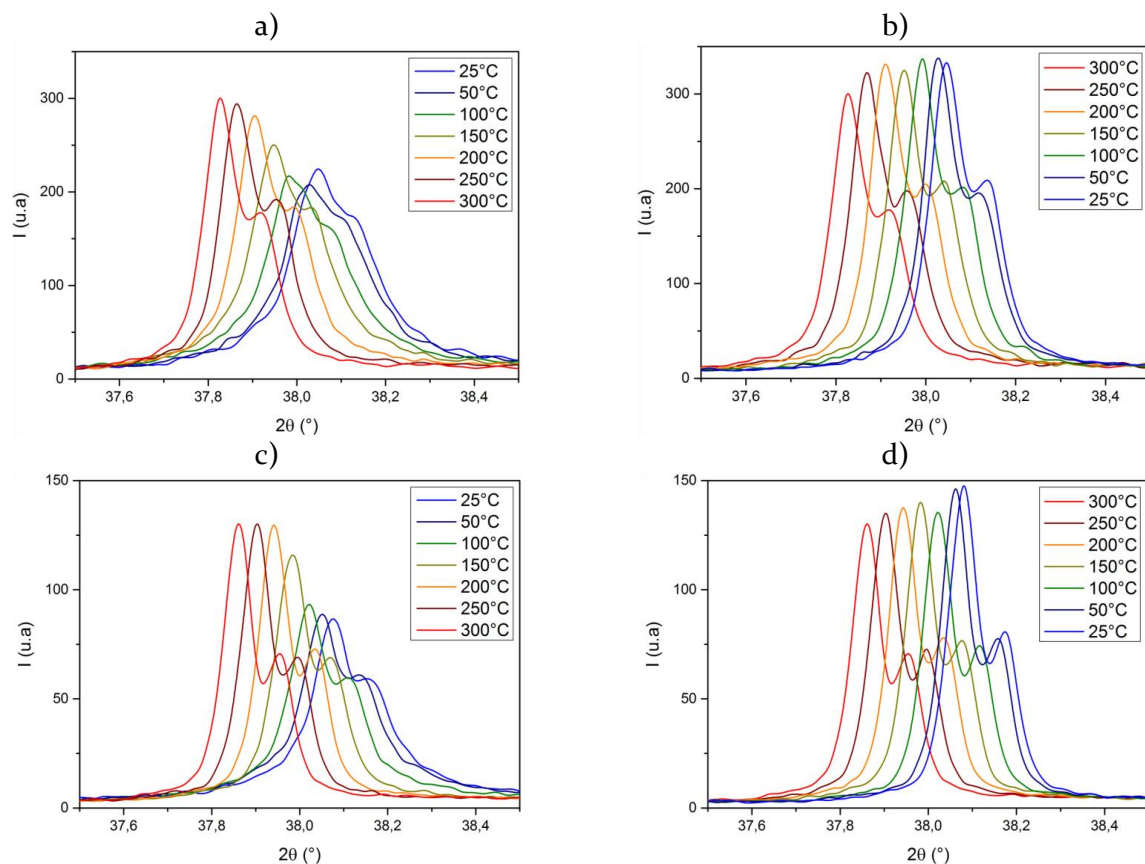 a)
300
200
100
0
I (u.a)
37,6
37,8
38,0
38,2
38,4
2θ (°)
25°C
50°C
100°C
150°C
200°C
250°C
300°C
b)
300
200
100
0
I (u.a)
37,6
37,8
38,0
38,2
38,4
2θ (°)
300°C
250°C
200°C
150°C
100°C
50°C
25°C
c)
150
100
50
0
I (u.a)
37,6
37,8
38,0
38,2
38,4
2θ (°)
25°C
50°C
100°C
150°C
200°C
250°C
300°C
d)
150
100
50
0
I (u.a)
37,6
37,8
38,0
38,2
38,4
2θ (°)
300°C
250°C
200°C
150°C
100°C
50°C
25°C